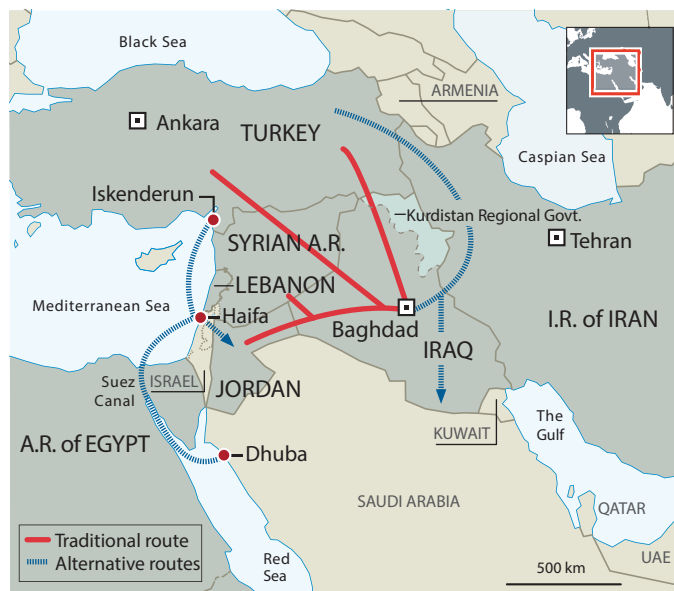 Black Sea
ARMENIA
Ankara
TURKEY
Caspian Sea
Iskenderun
Kurdistan Regional Govt.
SYRIAN A.R.
Tehran
LEBANON
Mediterranean Sea
Haifa
Baghdad
I.R. of IRAN
IRAQ
Suez
Canal
ISRAEL
JORDAN
A.R. of EGYPT
KUWAIT
The
Gulf
Dhuba
SAUDI ARABIA
QATAR
Traditional route
Alternative routes
Red
Sea
500 km
UAE